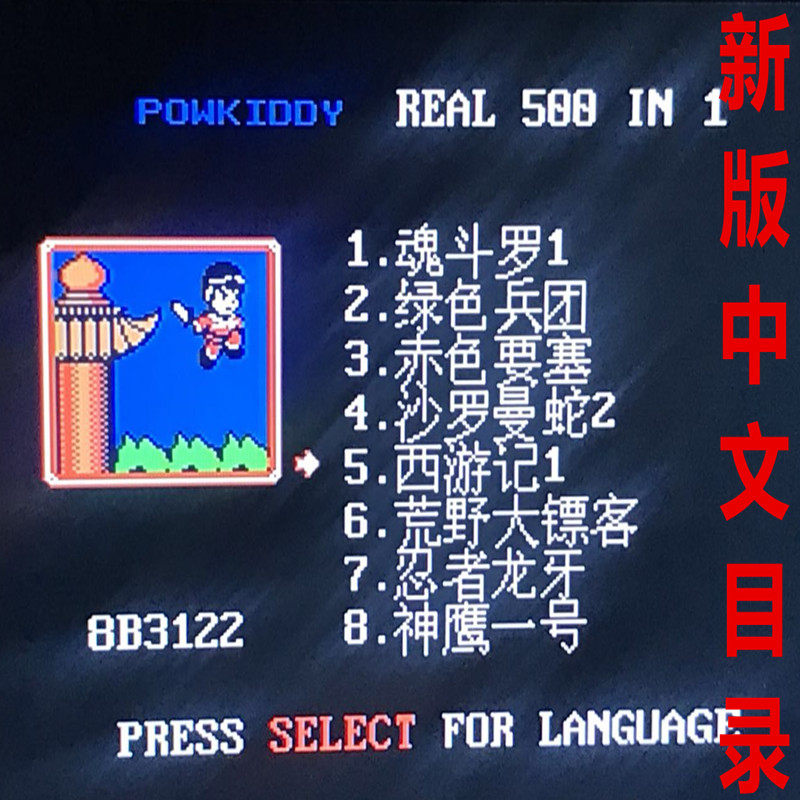 POWKIDDY REAL 500 IN 1
1.魂斗罗1
2.绿色兵团
3.赤色要塞
4.沙罗曼蛇2
5.西游记1
6.荒野大镖客
7.忍者龙牙
8.神鹰一号
8B3122
PRESS SELECT FOR LANGUAGE
新版中文目录